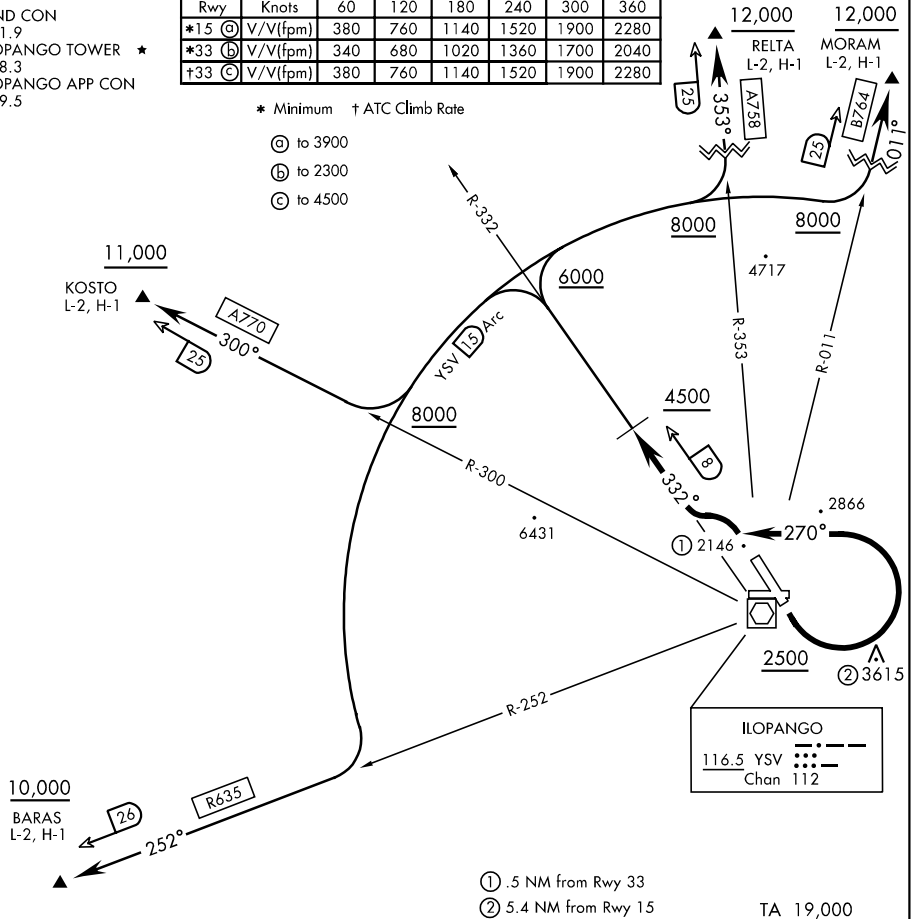 ND CON
1.9
OPANGO TOWER ★
8.3
OPANGO APP CON
9.5
Rwy Knots 60 120 180 240 300 360
*15 ⓐ V/V(fpm) 380 760 1140 1520 1900 2280
*33 ⓑ V/V(fpm) 340 680 1020 1360 1700 2040
†33 ⓒ V/V(fpm) 380 760 1140 1520 1900 2280
* Minimum † ATC Climb Rate
ⓐ to 3900
ⓑ to 2300
ⓒ to 4500
12,000
RELTA
L-2, H-1
12,000
MORAM
L-2, H-1
25
353°
A758
25
B764
011°
R-332
8000
8000
4717
6000
11,000
KOSTO
L-2, H-1
A770
300°
25
YSV 15 Arc
R-353
R-011
8000
4500
8
332°
R-300
6431
2866
270°
① 2146
2500
② 3615
R-252
ILOPANGO
116.5 YSV
Chan 112
10,000
BARAS
L-2, H-1
26
R635
252°
① .5 NM from Rwy 33
② 5.4 NM from Rwy 15
TA 19,000